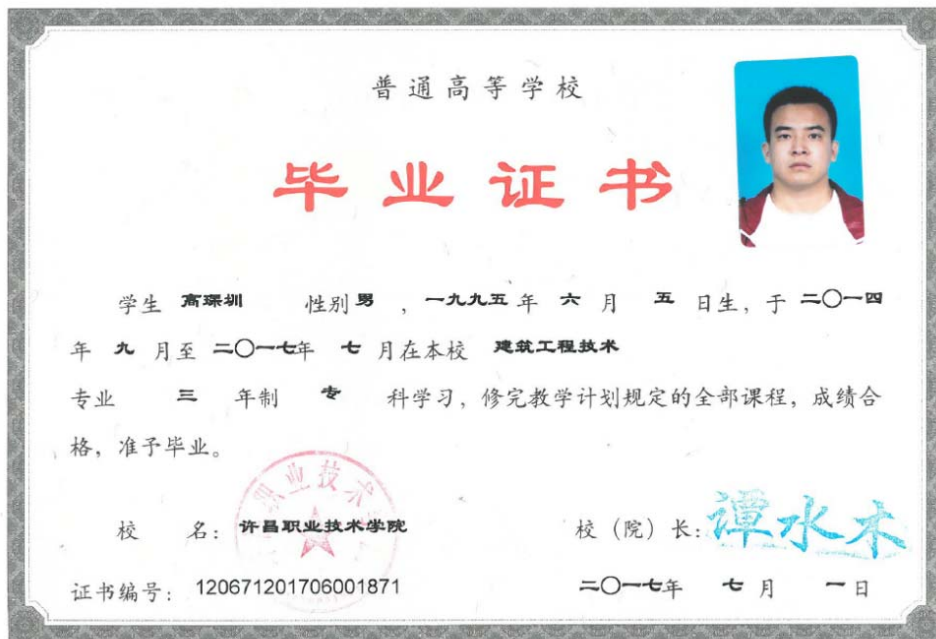 普通高等学校
毕业证书
学生 高琛圳 性别 男 ，一九九五 年 六 月 五 日生，于 二〇一四
年 九 月至 二〇一七年 七 月在本校 建筑工程技术
专业 三 年制 专 科学习，修完教学计划规定的全部课程，成绩合
格，准予毕业。
职业技术
校 名：许昌职业技术学院 校（院）长：谭水木
证书编号：120671201706001871 二〇一七年 七 月 一 日